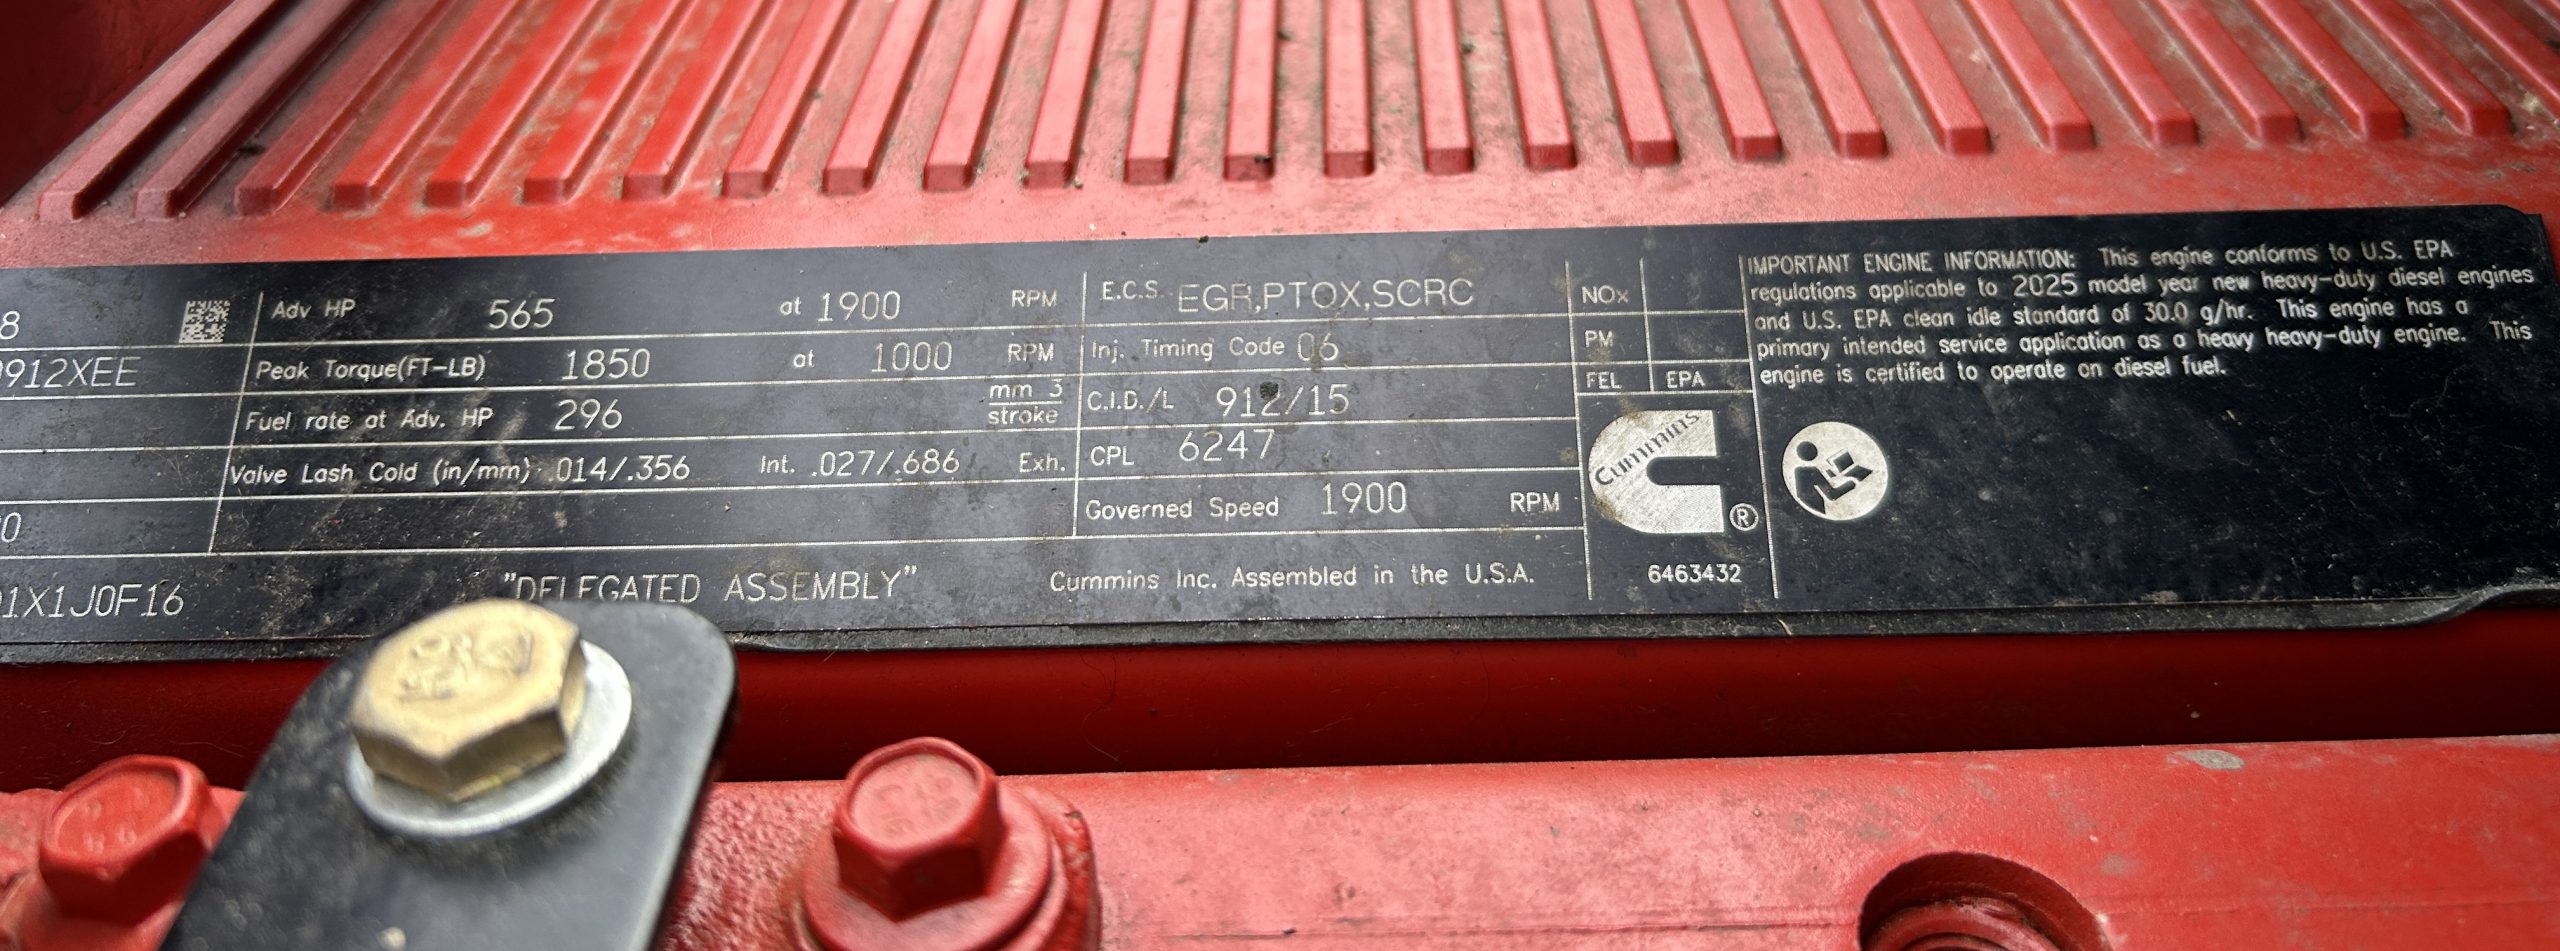 8
Adv HP 565 at 1900 RPM
E.C.S. EGR,PTOX,SCRC
NOx
912XEE
Peak Torque(FT-LB) 1850 at 1000 RPM
Inj. Timing Code 06
PM
Fuel rate at Adv. HP 296 mm 3
stroke
C.I.D./L 912/15
FEL EPA
Valve Lash Cold (in/mm) .014/.356 Int. .027/.686 Exh.
CPL 6247
0
Governed Speed 1900 RPM
1X1J0F16
"DELEGATED ASSEMBLY"
Cummins Inc. Assembled in the U.S.A.
Cummins
®
6463432
IMPORTANT ENGINE INFORMATION: This engine conforms to U.S. EPA
regulations applicable to 2025 model year new heavy-duty diesel engines
and U.S. EPA clean idle standard of 30.0 g/hr. This engine has a
primary intended service application as a heavy heavy-duty engine. This
engine is certified to operate on diesel fuel.